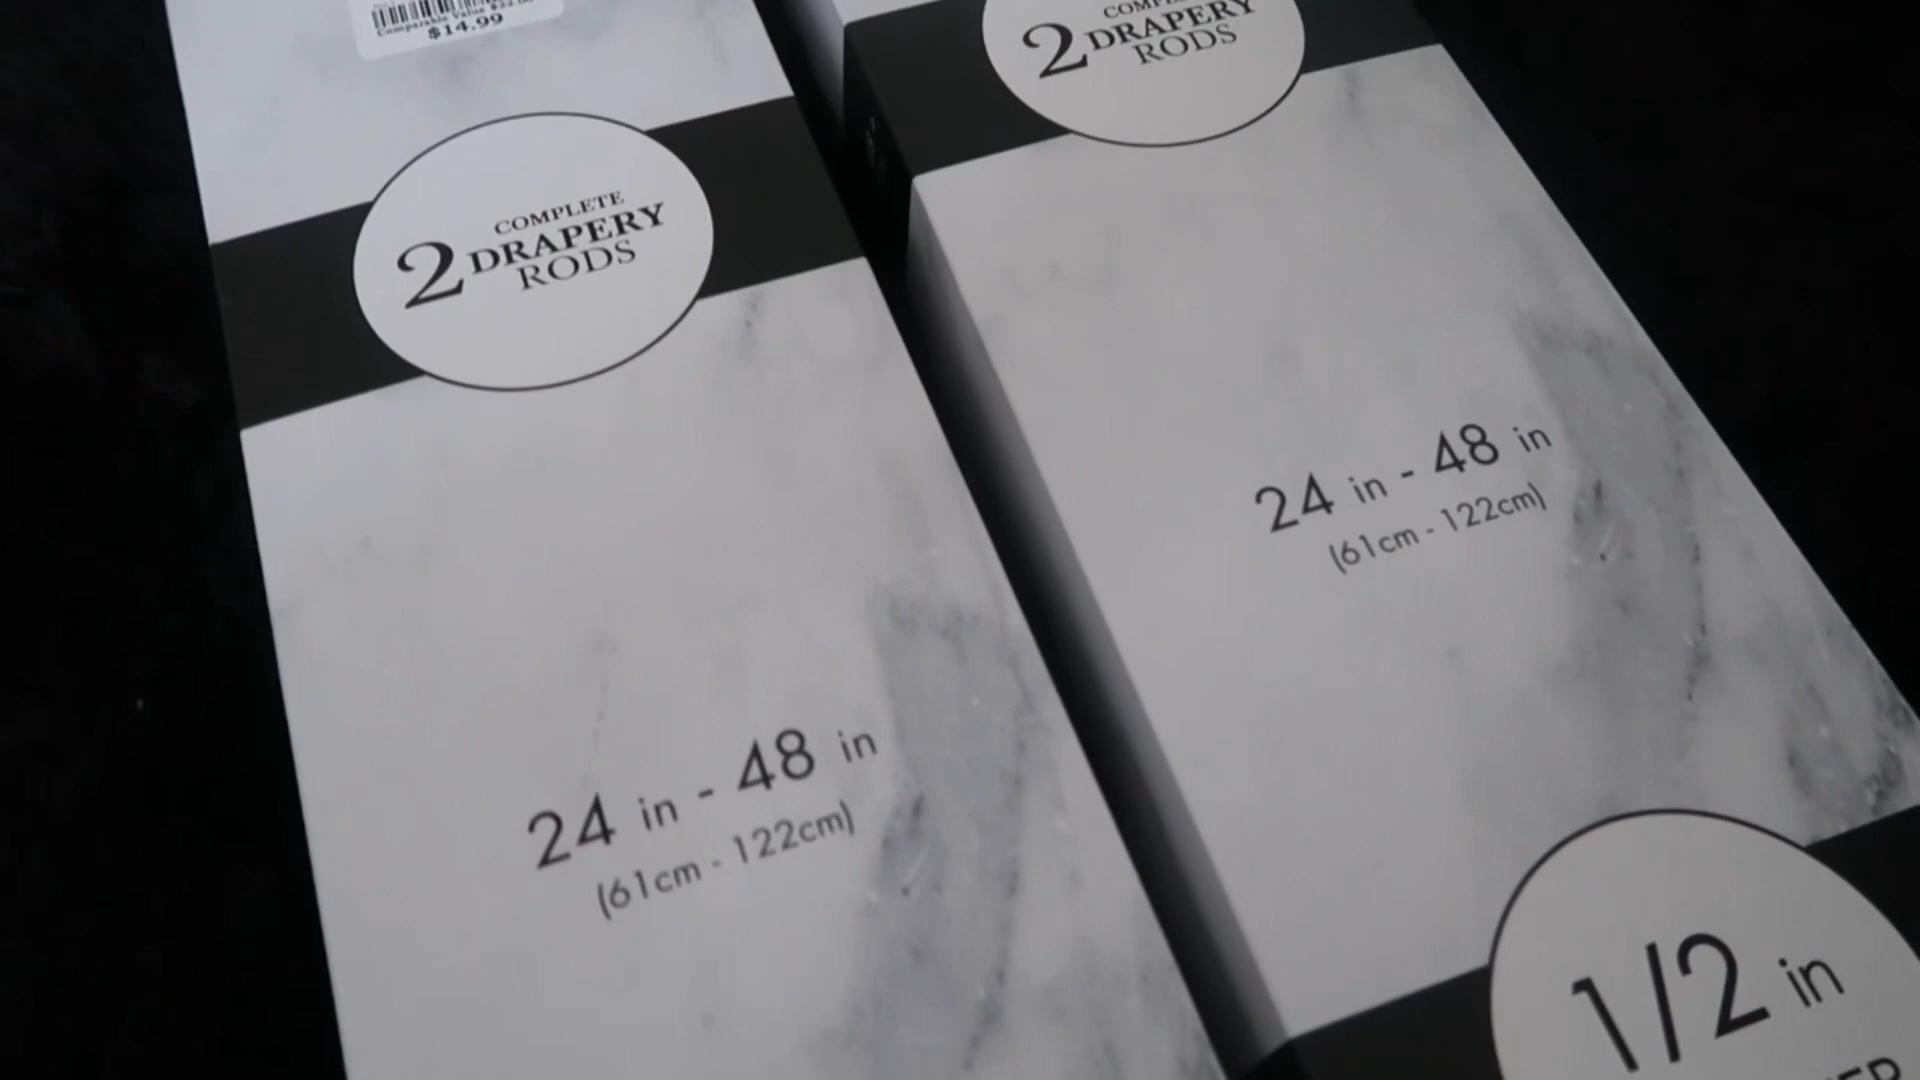 Comparable Value $22.00
$14.99
COMPLETE
2 DRAPERY
RODS
24 in - 48 in
(61cm - 122cm)
2 DRAPERY
RODS
24 in - 48 in
(61cm - 122cm)
1/2 in